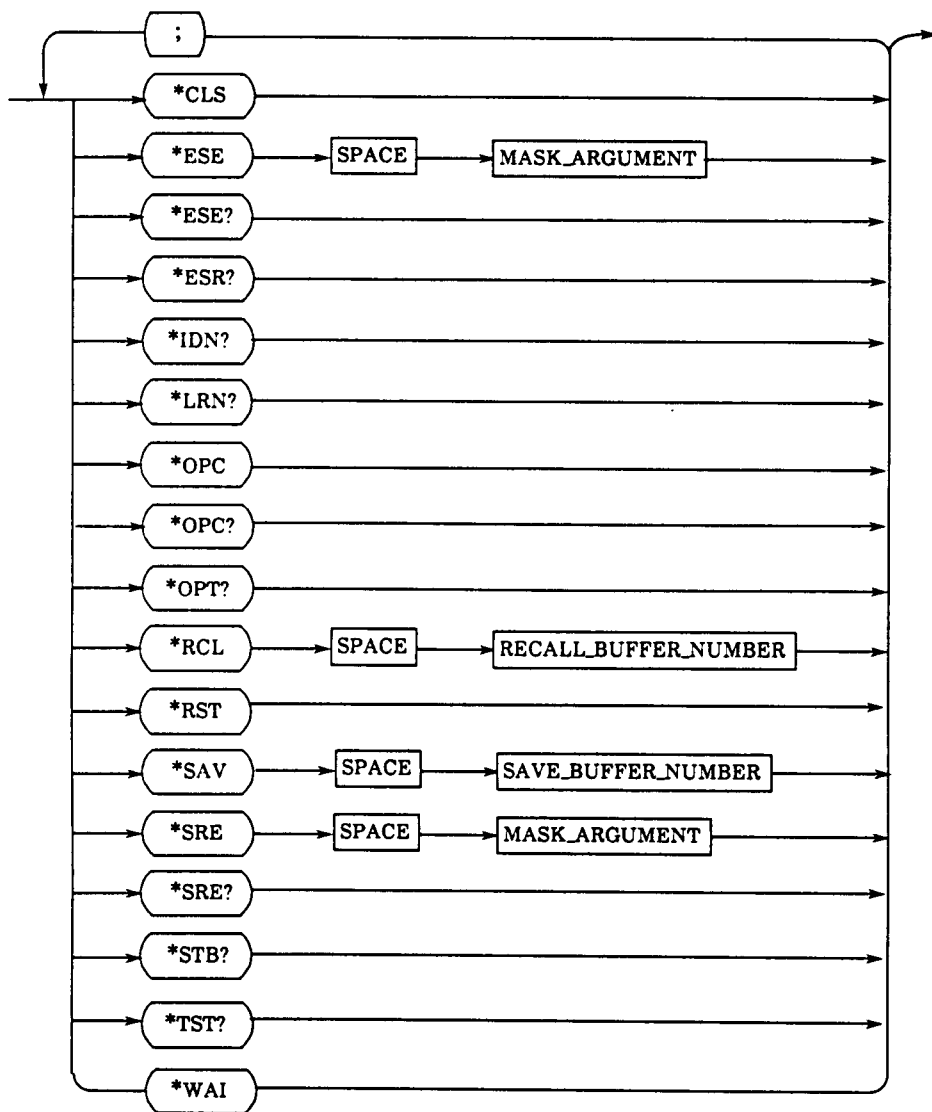 ;
*CLS
*ESE SPACE MASK_ARGUMENT
*ESE?
*ESR?
*IDN?
*LRN?
*OPC
*OPC?
*OPT?
*RCL SPACE RECALL_BUFFER_NUMBER
*RST
*SAV SPACE SAVE_BUFFER_NUMBER
*SRE SPACE MASK_ARGUMENT
*SRE?
*STB?
*TST?
*WAI